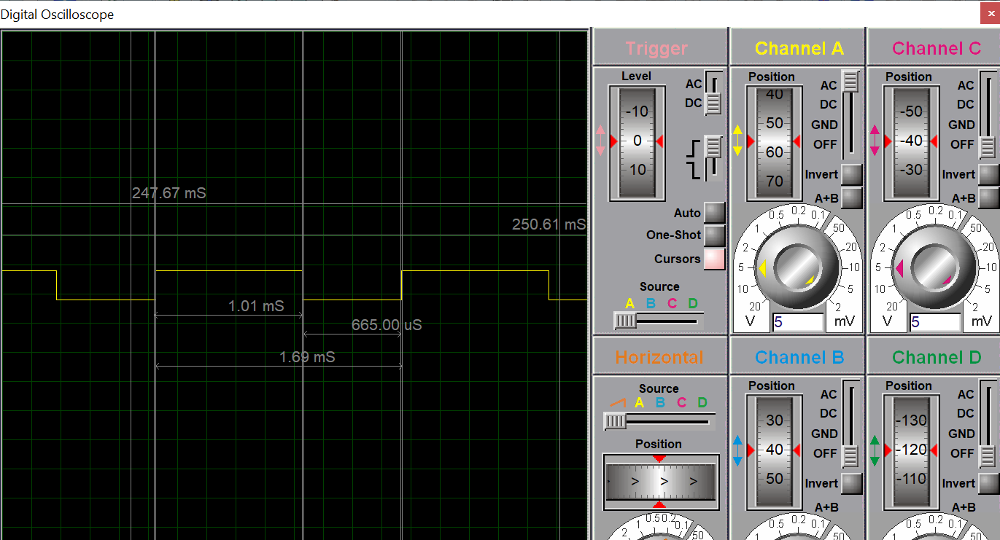 Digital Oscilloscope
247.67 mS
250.61 mS
1.01 mS
665.00 uS
1.69 mS
Trigger
Level
-10
0
10
AC
DC
Auto
One-Shot
Cursors
Source
A B C D
Channel A
Position
40
50
60
70
AC
DC
GND
OFF
Invert
A+B
0.5 0.2 0.1
1 50
2 20
5 10
10 5
20 2
V mV
5
Channel C
Position
-50
-40
-30
AC
DC
GND
OFF
Invert
A+B
0.5 0.2 0.1
1 50
2 20
5 10
10 5
20 2
V mV
5
Horizontal
Source
A B C D
Position
> > >
0.5 0.2
1 0.1
2 50
Channel B
Position
30
40
50
AC
DC
GND
OFF
Invert
A+B
0.5 0.2 0.1
1 50
Channel D
Position
-130
-120
-110
AC
DC
GND
OFF
Invert
A+B
0.5 0.2 0.1
1 50